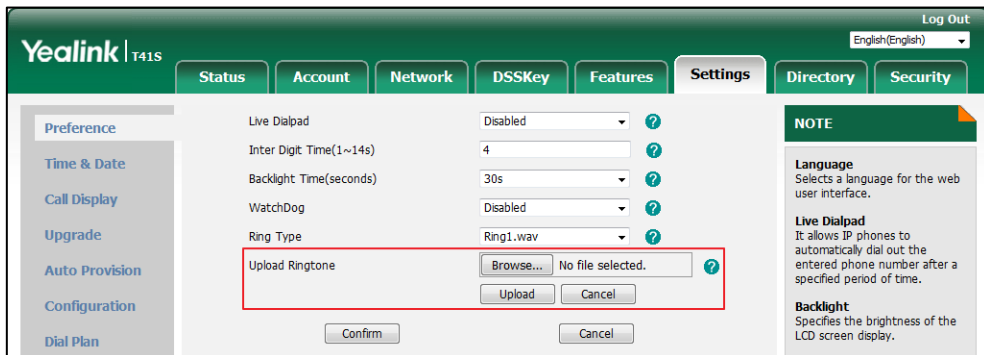 Log Out
Yealink T41S
English(English)
Status Account Network DSSKey Features Settings Directory Security
Preference
Time & Date
Call Display
Upgrade
Auto Provision
Configuration
Dial Plan
Live Dialpad Disabled ?
Inter Digit Time(1~14s) 4 ?
Backlight Time(seconds) 30s ?
WatchDog Disabled ?
Ring Type Ring1.wav ?
Upload Ringtone Browse... No file selected. ?
Upload Cancel
Confirm Cancel
NOTE
Language
Selects a language for the web
user interface.
Live Dialpad
It allows IP phones to
automatically dial out the
entered phone number after a
specified period of time.
Backlight
Specifies the brightness of the
LCD screen display.